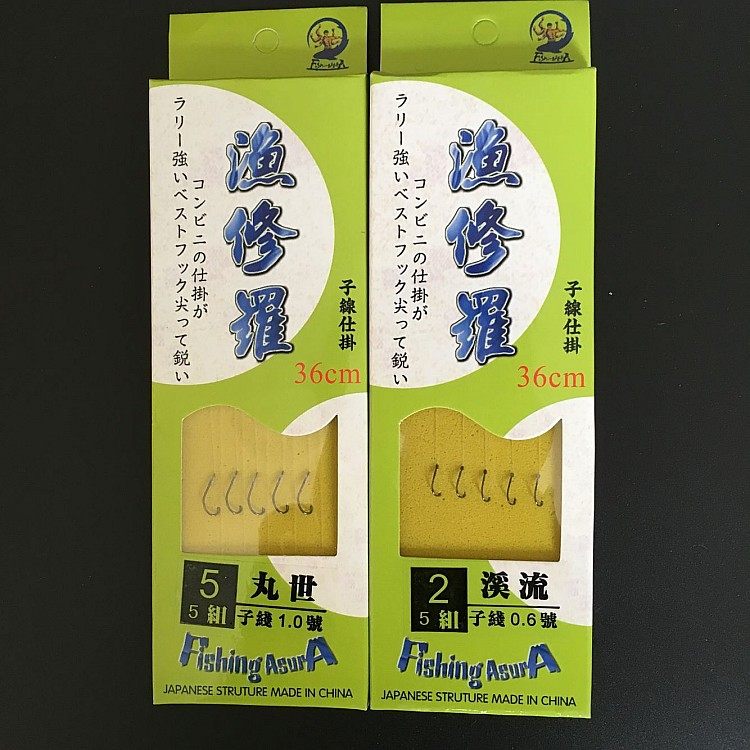 Fishing Asura
漁修羅
コンビニの仕掛が
ラリー強いベストフック尖って鋭い
子線仕掛
36cm
5
5組
丸世
子綫1.0號
Fishing AsurA
JAPANESE STRUTURE MADE IN CHINA
Fishing Asura
漁修羅
コンビニの仕掛が
ラリー強いベストフック尖って鋭い
子線仕掛
36cm
2
5組
溪流
子綫0.6號
Fishing AsurA
JAPANESE STRUTURE MADE IN CHINA